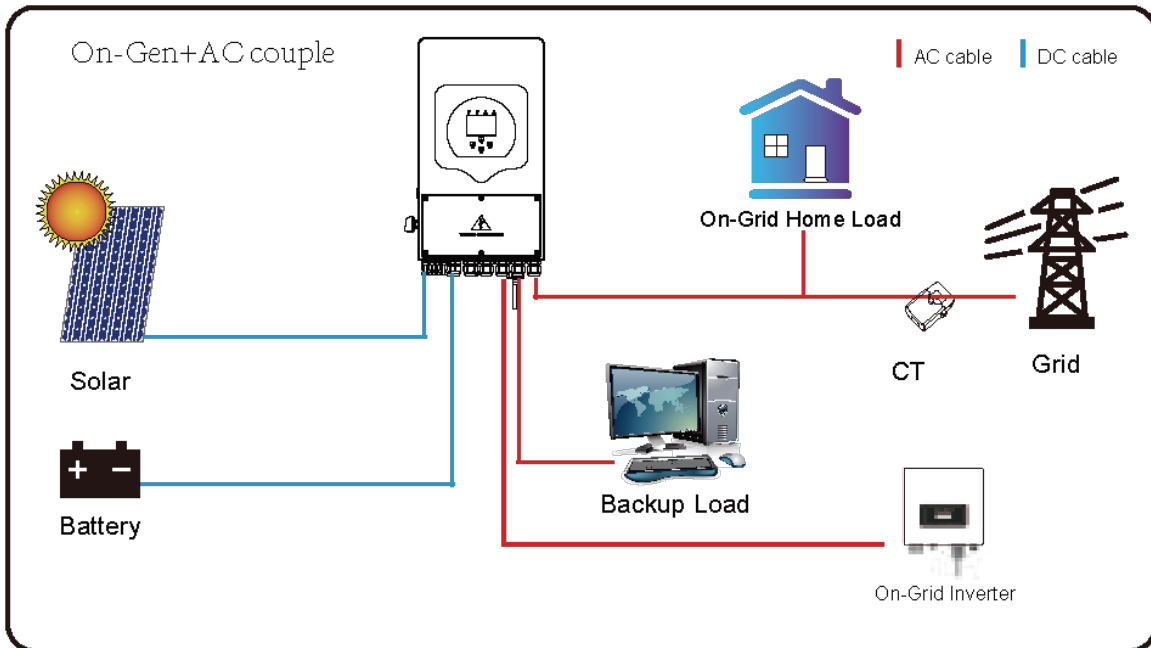 On-Gen+AC couple
AC cable
DC cable
On-Grid Home Load
CT
Grid
Solar
Backup Load
Battery
On-Grid Inverter